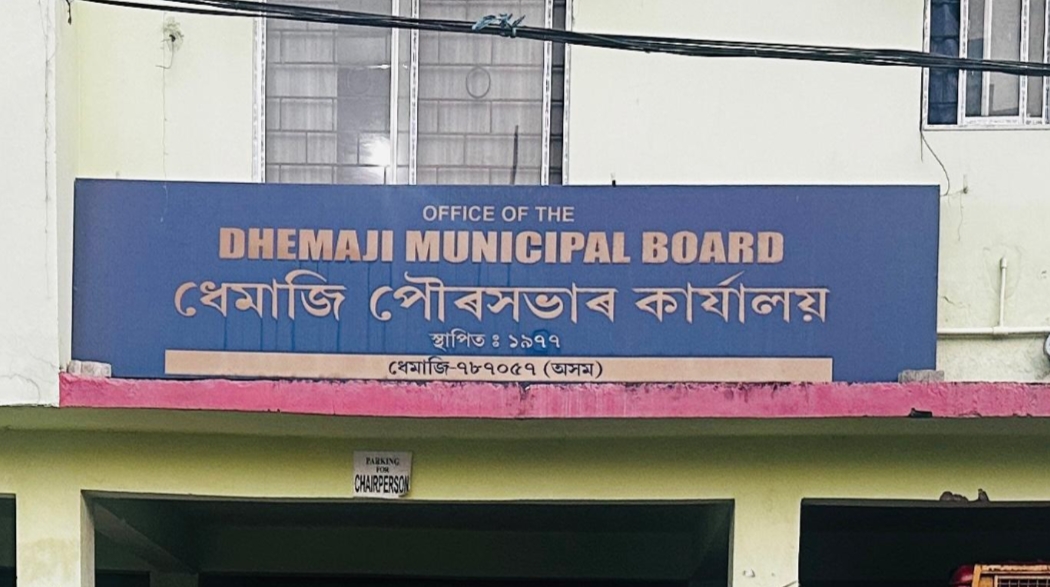 OFFICE OF THE
DHEMAJI MUNICIPAL BOARD
ধেমাজি পৌৰসভাৰ কাৰ্যালয়
স্থাপিত ঃ ১৯৭৭
ধেমাজি-৭৮৭০৫৭ (অসম)
PARKING
FOR
CHAIRPERSON